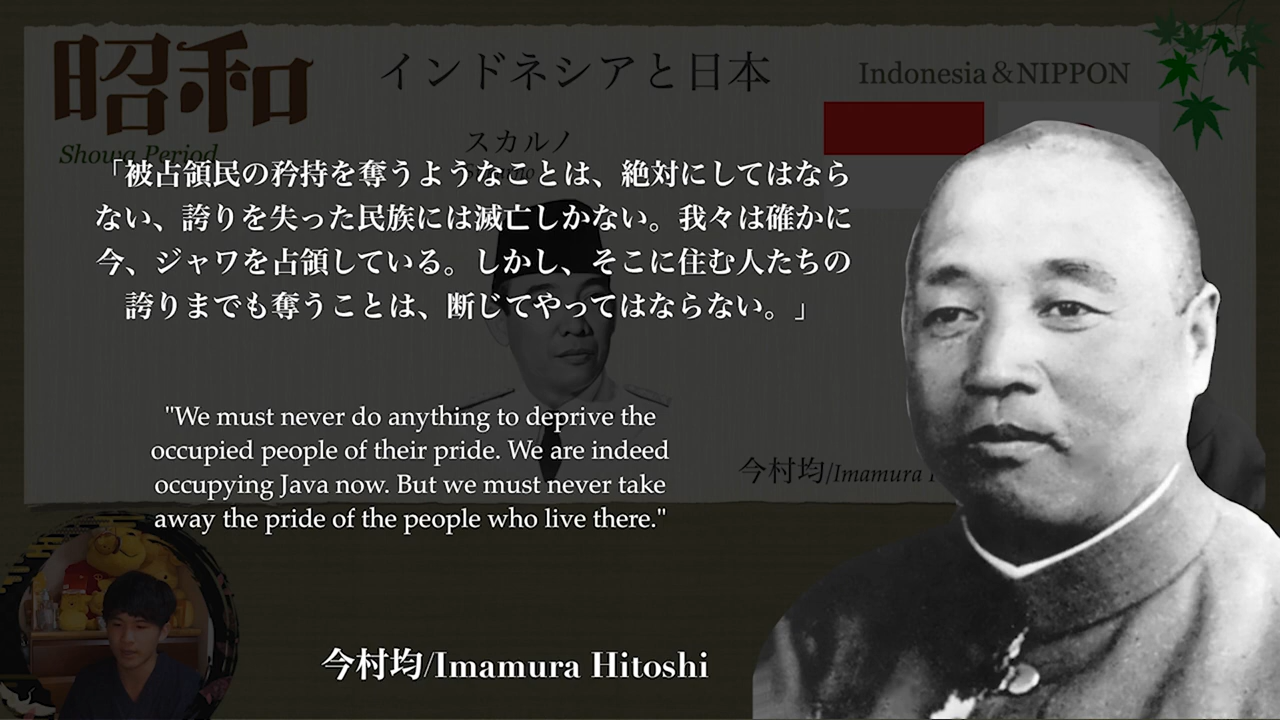 昭和
Showa Period
インドネシアと日本
Indonesia＆NIPPON
スカルノ
「被占領民の矜持を奪うようなことは、絶対にしてはなら
ない、誇りを失った民族には滅亡しかない。我々は確かに
今、ジャワを占領している。しかし、そこに住む人たちの
誇りまでも奪うことは、断じてやってはならない。」
"We must never do anything to deprive the
occupied people of their pride. We are indeed
occupying Java now. But we must never take
away the pride of the people who live there."
今村均/Imamura
今村均/Imamura Hitoshi